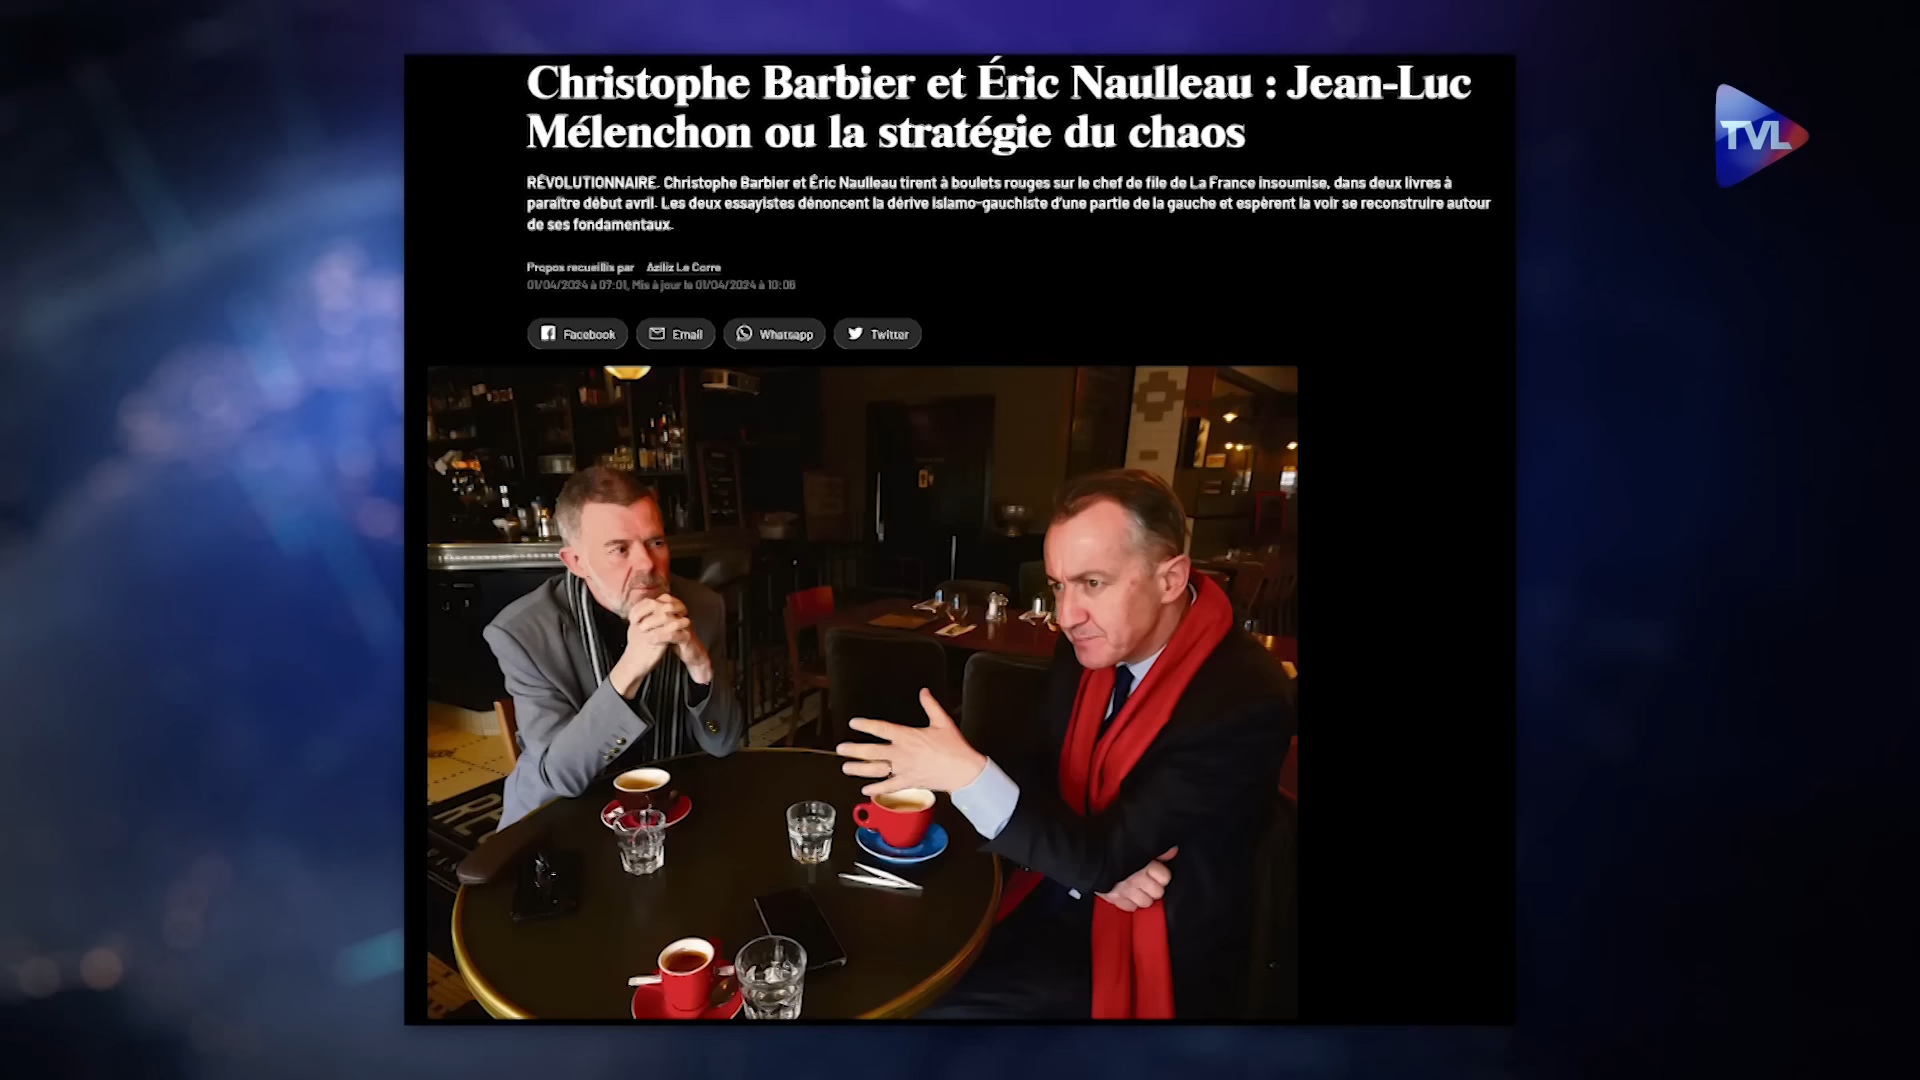 Christophe Barbier et Éric Naulleau : Jean-Luc
Mélenchon ou la stratégie du chaos
TVL
RÉVOLUTIONNAIRE. Christophe Barbier et Éric Naulleau tirent à boulets rouges sur le chef de file de La France insoumise, dans deux livres à
paraître début avril. Les deux essayistes dénoncent la dérive islamo-gauchiste d'une partie de la gauche et espèrent la voir se reconstruire autour
de ses fondamentaux.
Propos recueillis par Aziliz Le Corre
01/04/2024 à 07:01, Mis à jour le 01/04/2024 à 10:06
Facebook Email Whatsapp Twitter